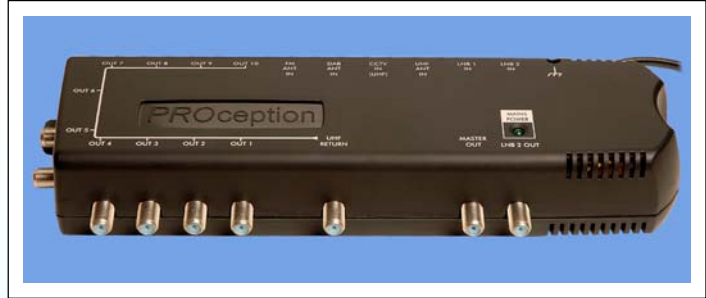 OUT 7 OUT 8 OUT 9 OUT 10 FM ANT IN DAB ANT IN CCTV IN (UHF) UHF ANT IN LNB 1 IN LNB 2 IN
OUT 6
PROception
MAINS POWER
OUT 5
OUT 4 OUT 3 OUT 2 OUT 1 UHF RETURN MASTER OUT LNB 2 OUT